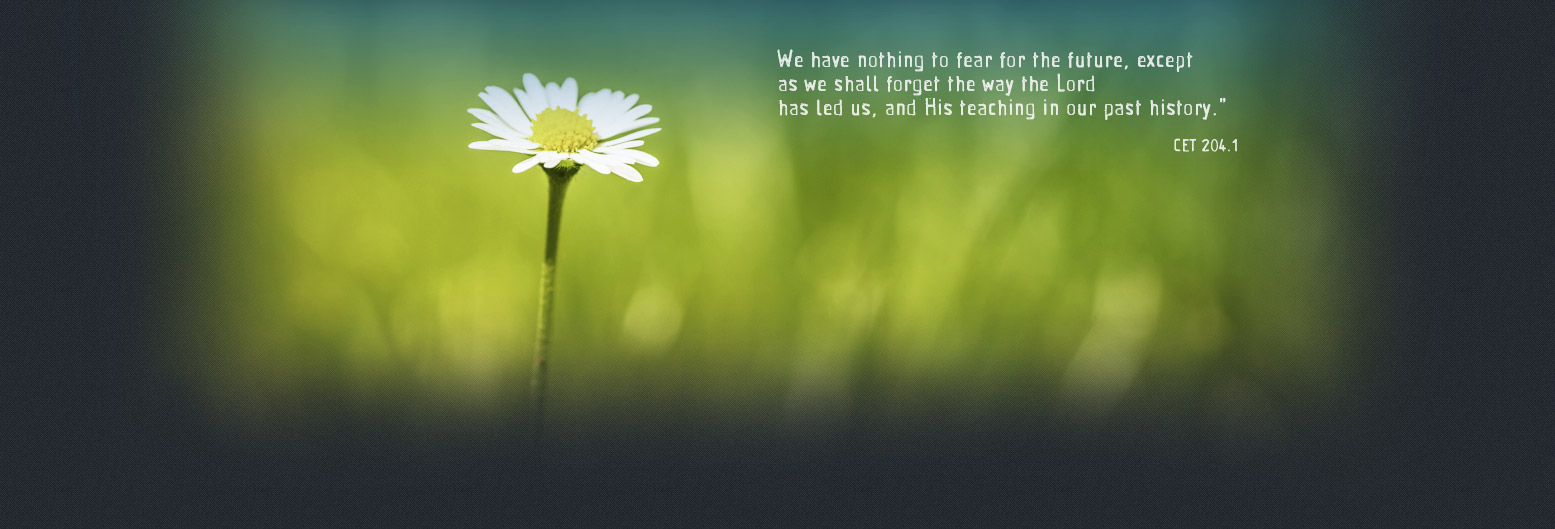 We have nothing to fear for the future, except
as we shall forget the way the Lord
has led us, and His teaching in our past history."
CET 204.1